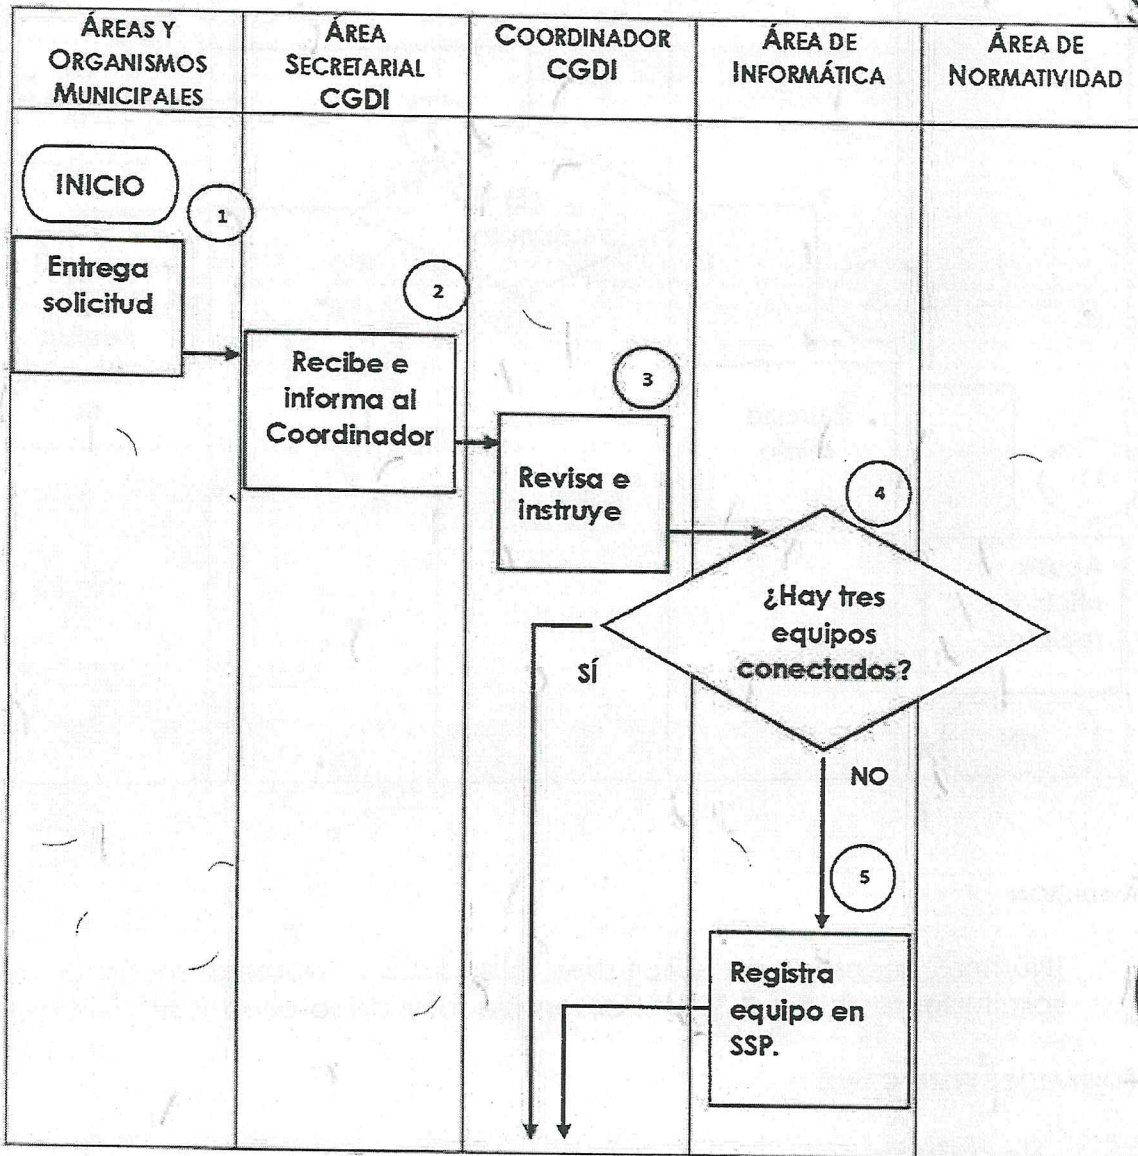 ÁREAS Y
ORGANISMOS
MUNICIPALES
ÁREA
SECRETARIAL
CGDI
COORDINADOR
CGDI
ÁREA DE
INFORMÁTICA
ÁREA DE
NORMATIVIDAD
INICIO
1
Entrega
solicitud
2
Recibe e
informa al
Coordinador
3
Revisa e
instruye
4
¿Hay tres
equipos
conectados?
SÍ
NO
5
Registra
equipo en
SSP.